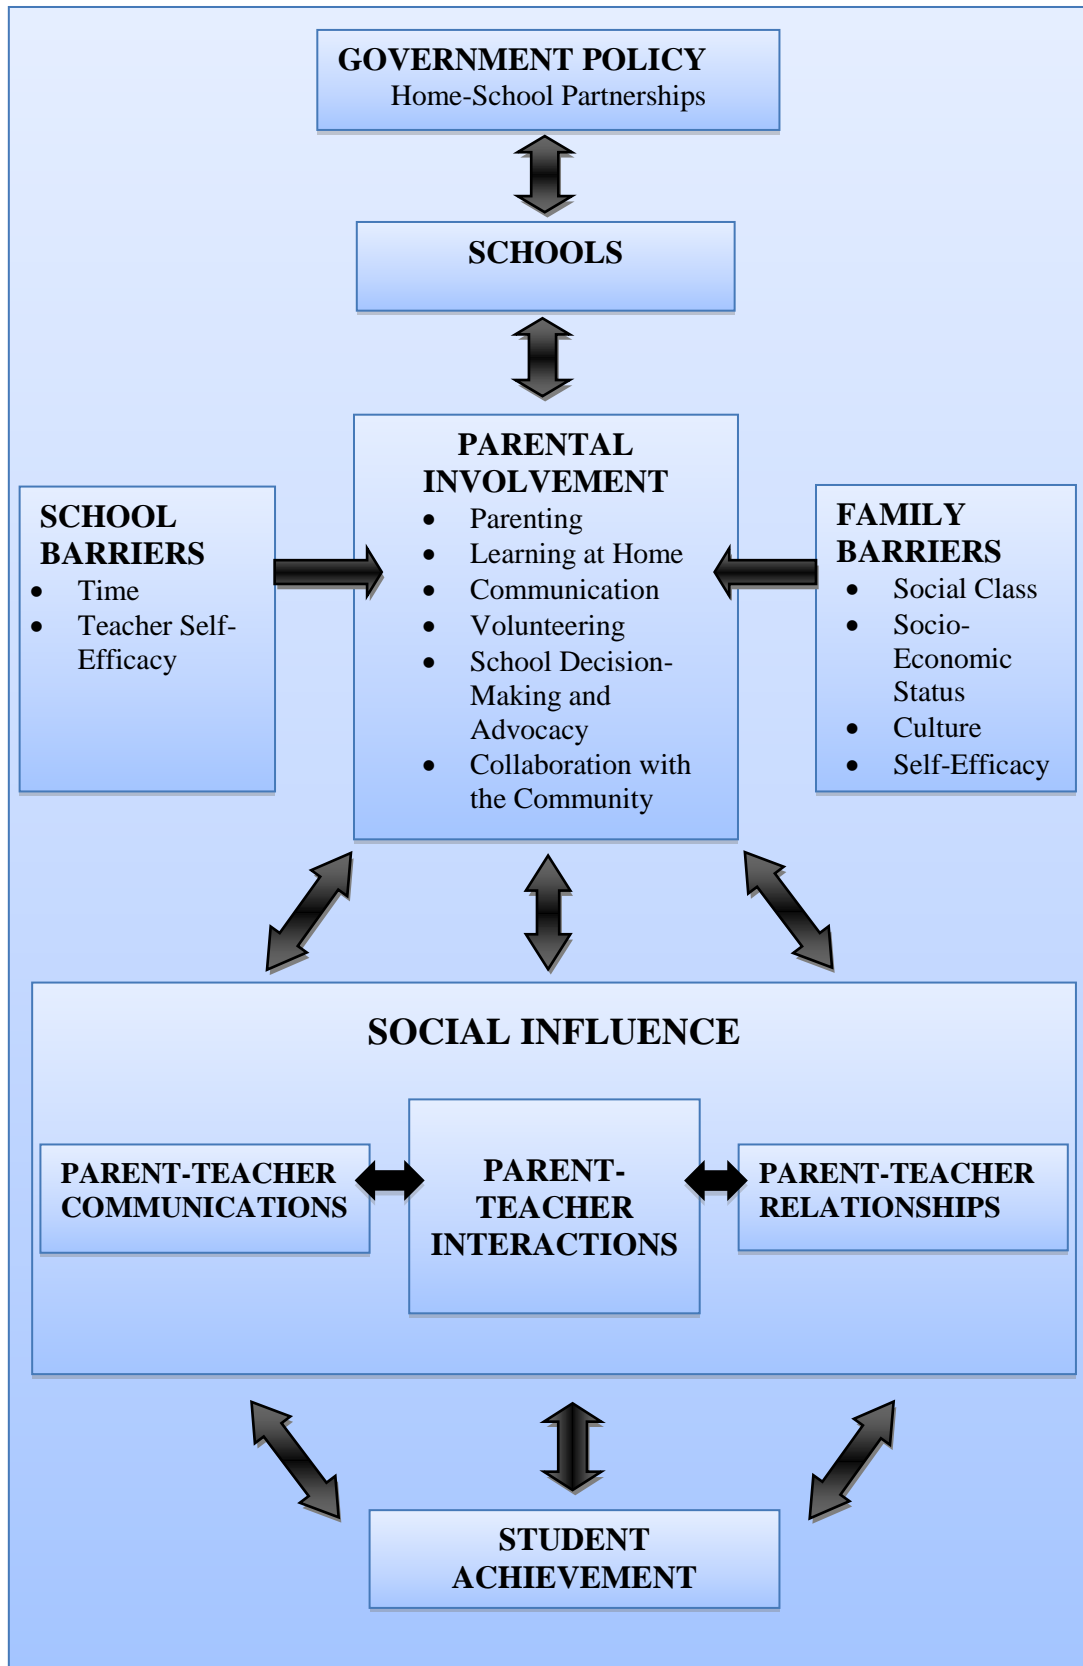 GOVERNMENT POLICY
Home-School Partnerships
SCHOOLS
PARENTAL
INVOLVEMENT
• Parenting
• Learning at Home
• Communication
• Volunteering
• School Decision-
Making and
Advocacy
• Collaboration with
the Community
SCHOOL
BARRIERS
• Time
• Teacher Self-
Efficacy
FAMILY
BARRIERS
• Social Class
• Socio-
Economic
Status
• Culture
• Self-Efficacy
SOCIAL INFLUENCE
PARENT-TEACHER
COMMUNICATIONS
PARENT-
TEACHER
INTERACTIONS
PARENT-TEACHER
RELATIONSHIPS
STUDENT
ACHIEVEMENT